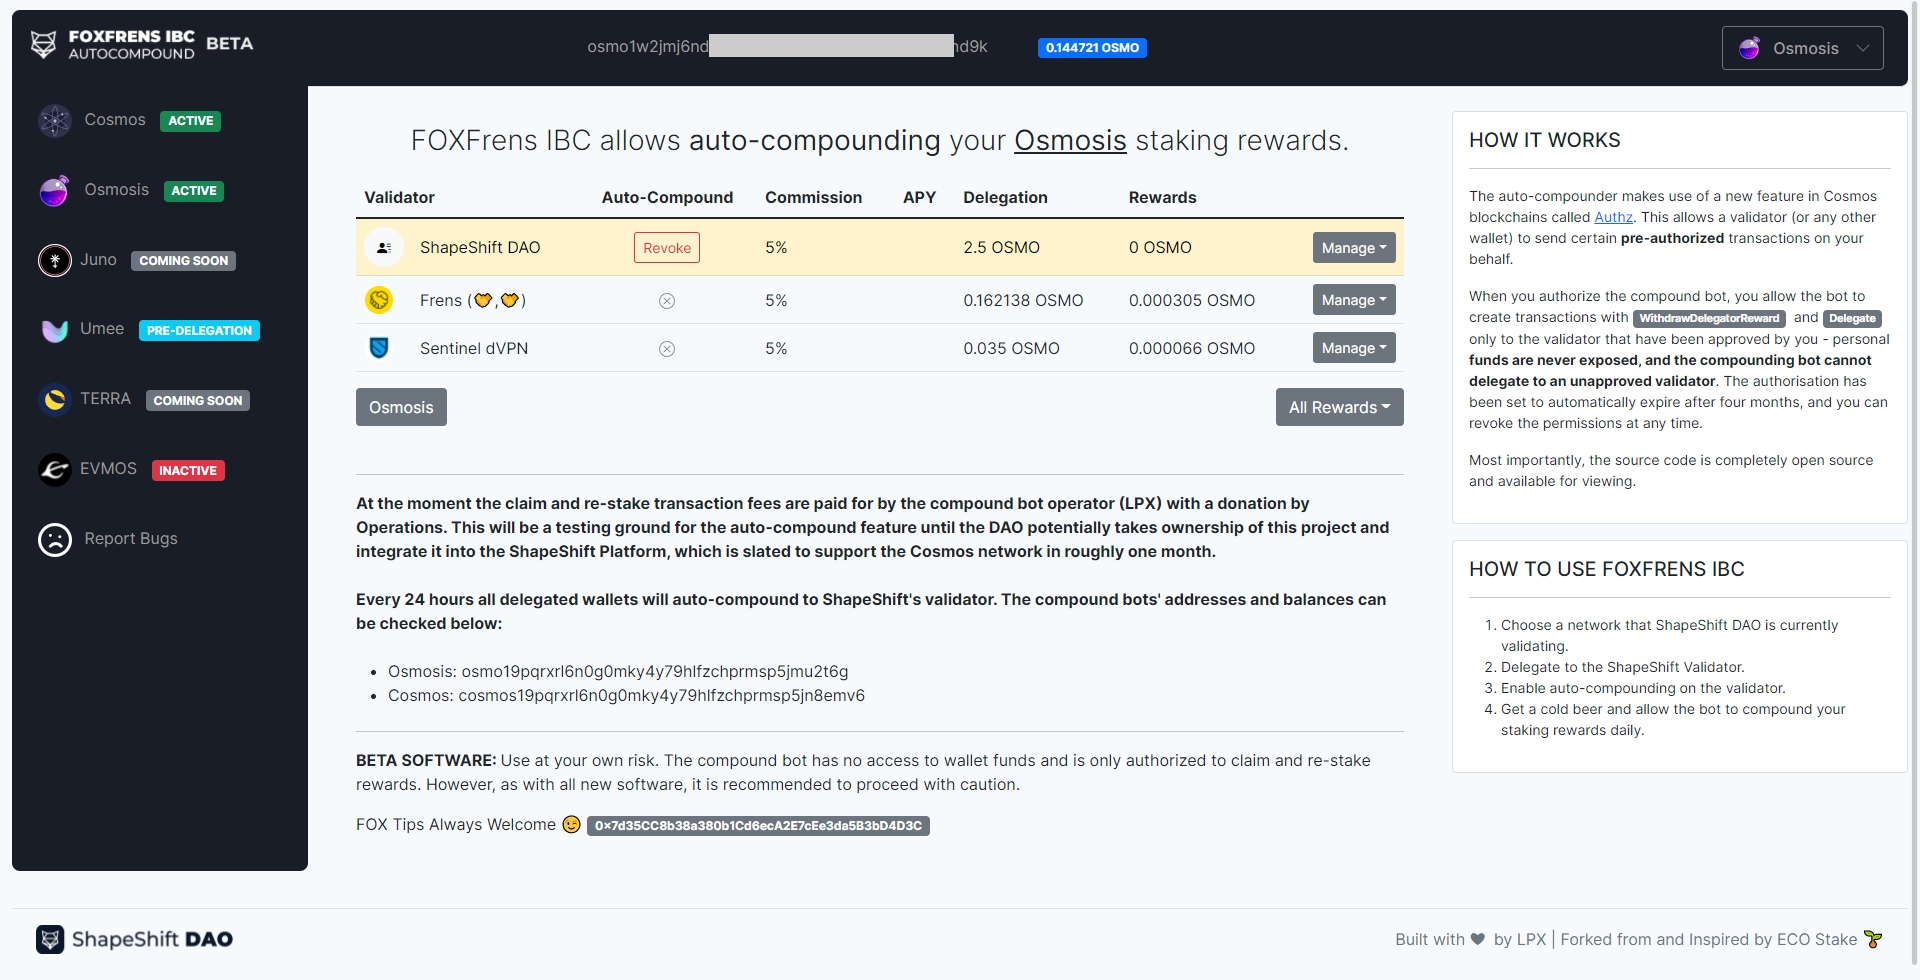 FOXFRENS IBC
AUTOCOMPOUND
BETA
osmo1w2jmj6nd
nd9k
0.144721 OSMO
Osmosis
Cosmos ACTIVE
Osmosis ACTIVE
Juno COMING SOON
Umee PRE-DELEGATION
TERRA COMING SOON
EVMOS INACTIVE
Report Bugs
FOXFrens IBC allows auto-compounding your Osmosis staking rewards.
Validator Auto-Compound Commission APY Delegation Rewards
ShapeShift DAO Revoke 5% 2.5 OSMO 0 OSMO Manage
Frens (🤝,🤝) 5% 0.162138 OSMO 0.000305 OSMO Manage
Sentinel dVPN 5% 0.035 OSMO 0.000066 OSMO Manage
Osmosis
All Rewards
At the moment the claim and re-stake transaction fees are paid for by the compound bot operator (LPX) with a donation by
Operations. This will be a testing ground for the auto-compound feature until the DAO potentially takes ownership of this project and
integrate it into the ShapeShift Platform, which is slated to support the Cosmos network in roughly one month.
Every 24 hours all delegated wallets will auto-compound to ShapeShift's validator. The compound bots' addresses and balances can
be checked below:
• Osmosis: osmo19pqrxrl6n0g0mky4y79hlfzchprmsp5jmu2t6g
• Cosmos: cosmos19pqrxrl6n0g0mky4y79hlfzchprmsp5jn8emv6
BETA SOFTWARE: Use at your own risk. The compound bot has no access to wallet funds and is only authorized to claim and re-stake
rewards. However, as with all new software, it is recommended to proceed with caution.
FOX Tips Always Welcome 😉 0x7d35CC8b38a380b1Cd6ecA2E7cEe3da5B3bD4D3C
HOW IT WORKS
The auto-compounder makes use of a new feature in Cosmos
blockchains called Authz. This allows a validator (or any other
wallet) to send certain pre-authorized transactions on your
behalf.
When you authorize the compound bot, you allow the bot to
create transactions with WithdrawDelegatorReward and Delegate
only to the validator that have been approved by you - personal
funds are never exposed, and the compounding bot cannot
delegate to an unapproved validator. The authorisation has
been set to automatically expire after four months, and you can
revoke the permissions at any time.
Most importantly, the source code is completely open source
and available for viewing.
HOW TO USE FOXFRENS IBC
1. Choose a network that ShapeShift DAO is currently
validating.
2. Delegate to the ShapeShift Validator.
3. Enable auto-compounding on the validator.
4. Get a cold beer and allow the bot to compound your
staking rewards daily.
ShapeShift DAO
Built with ♥ by LPX | Forked from and Inspired by ECO Stake 🌱